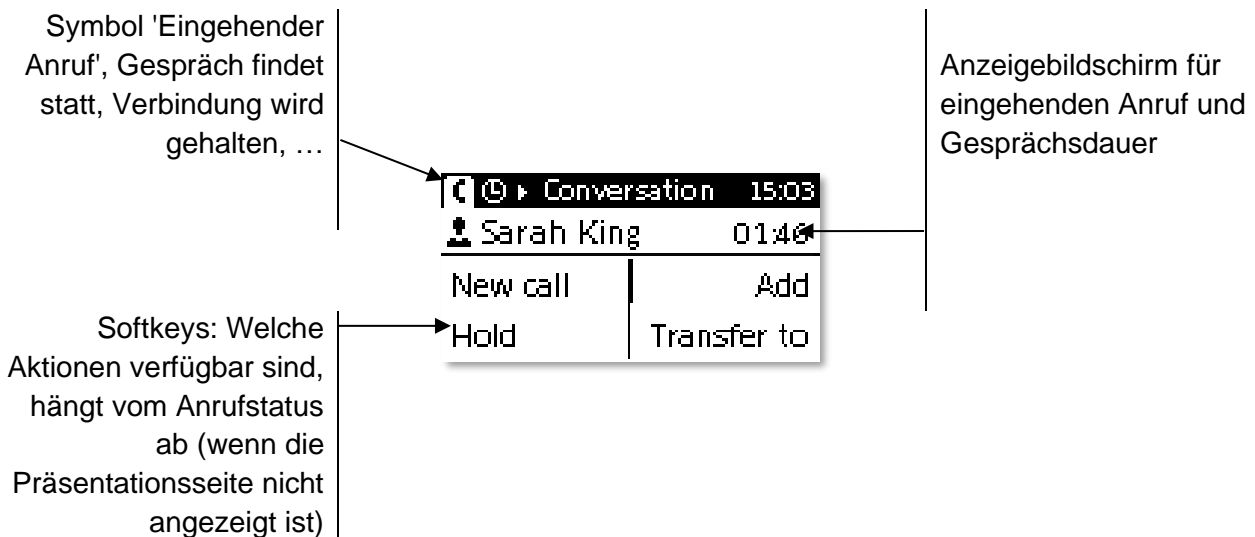 Symbol 'Eingehender
Anruf', Gespräch findet
statt, Verbindung wird
gehalten, …
Anzeigebildschirm für
eingehenden Anruf und
Gesprächsdauer
Conversation 15:03
Sarah King 01:46
New call Add
Hold Transfer to
Softkeys: Welche
Aktionen verfügbar sind,
hängt vom Anrufstatus
ab (wenn die
Präsentationsseite nicht
angezeigt ist)